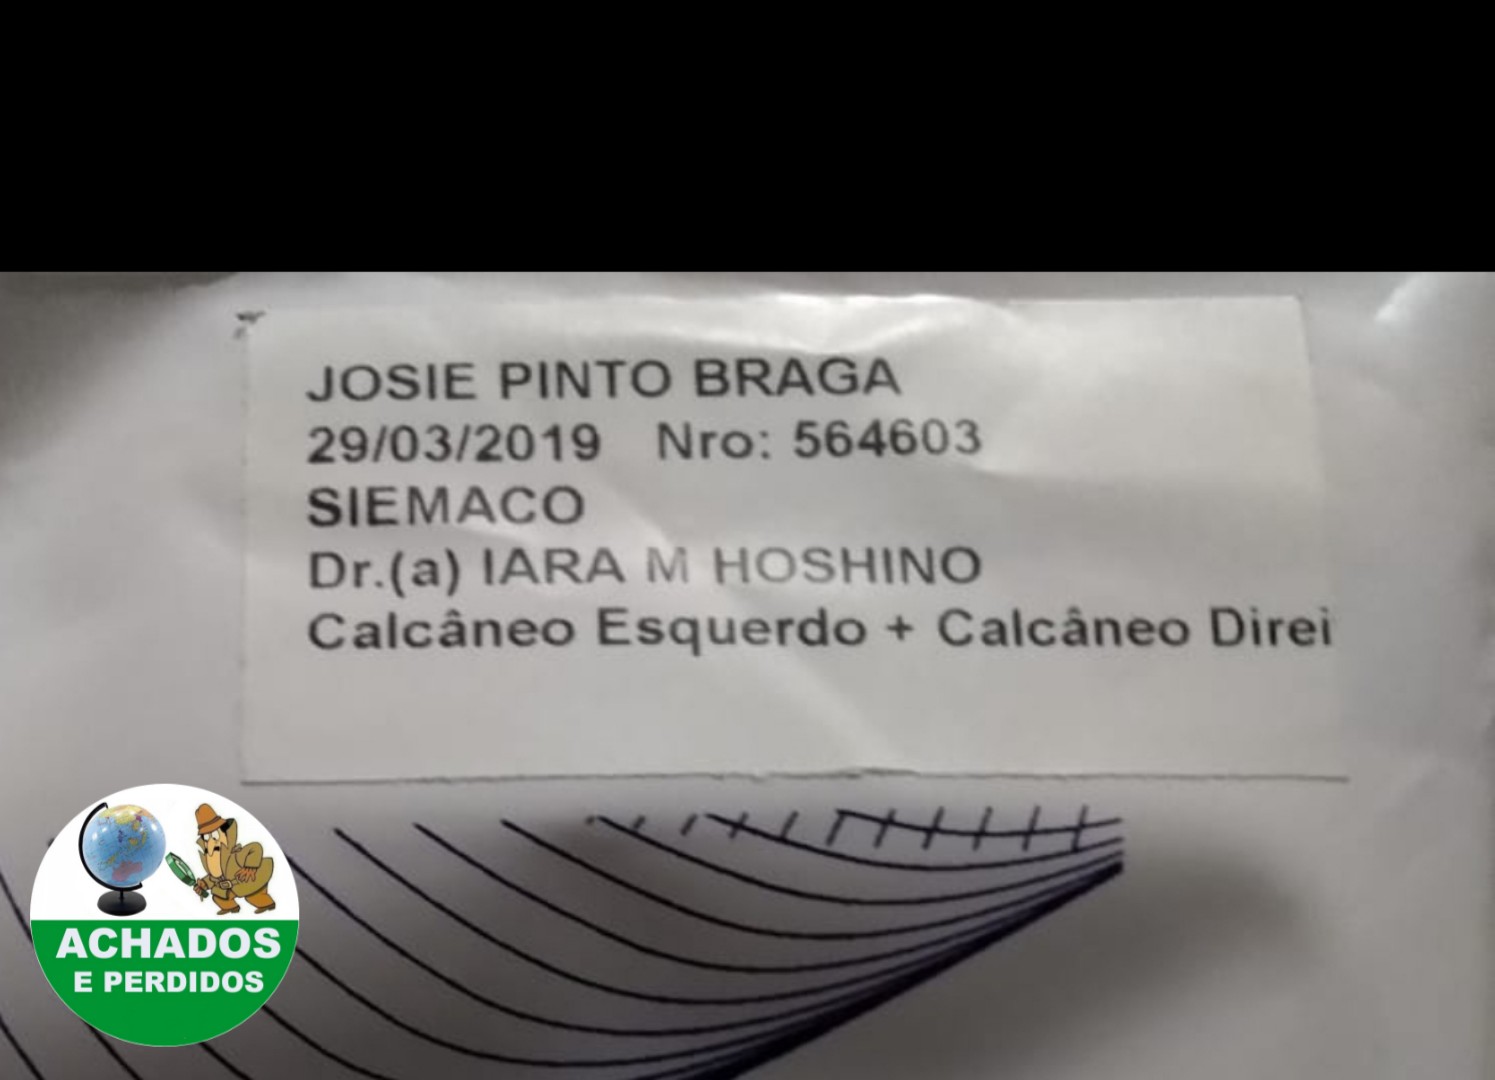 JOSIE PINTO BRAGA
29/03/2019 Nro: 564603
SIEMACO
Dr.(a) IARA M HOSHINO
Calcâneo Esquerdo + Calcâneo Direi
ACHADOS
E PERDIDOS